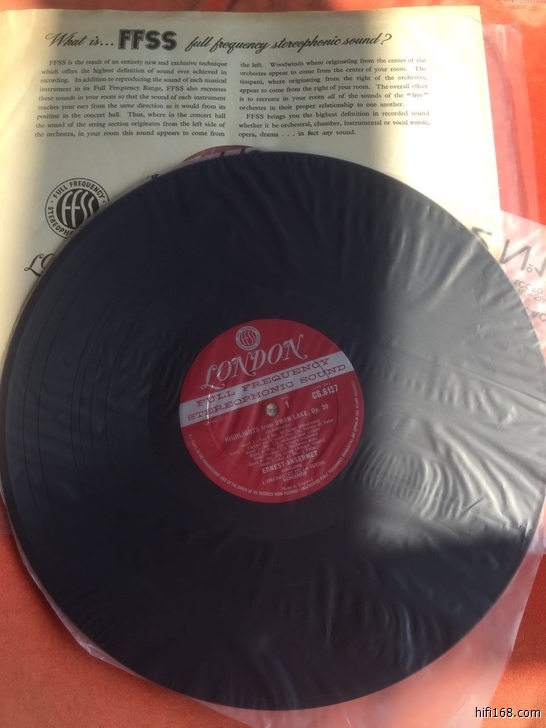 What is... FFSS full frequency stereophonic sound?
FFSS is the result of an entirely new and exclusive technique
which offers the highest definition of sound ever achieved in
recording. In addition to reproducing the sound of each musical
instrument in its Full Frequency Range, FFSS also recreates
these sounds in your room so that the sound of each instrument
reaches your ears from the same direction as it would from its
position in the concert hall. Thus, where in the concert hall
the sound of the string section originates from the left side of
the orchestra, in your room this sound appears to come from
the left. Woodwinds where originating from the center of the
orchestra appear to come from the center of your room. The
timpani, where originating from the right of the orchestra,
appear to come from the right of your room. The overall effect
is to recreate in your room all of the sounds of the "live"
orchestra in their proper relationship to one another.
FFSS brings you the highest definition in recorded sound
whether it be orchestral, chamber, instrumental or vocal music,
opera, drama . . . in fact any sound.
FULL FREQUENCY
FFSS
LONDON
FULL FREQUENCY
STEREOPHONIC SOUND
1
CS.6127
HIGHLIGHTS from SWAN LAKE, Op. 20
ERNEST ANSERMET
hifi168.com